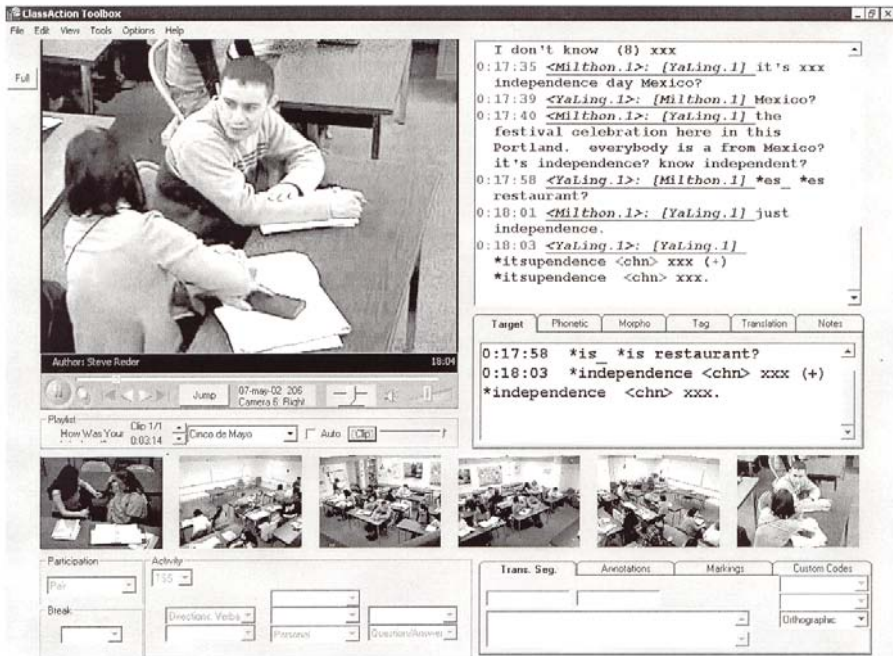 ClassAction Toolbox
File Edit View Tools Options Help
Full
Author: Steve Reder 18:04
Jump
07-may-02 206
Camera 6: Right
Playlist
How Was Your
Clip 1/1
0:03:14
Cinco de Mayo
Auto
(Clip)
I don't know (8) xxx
0:17:35 <Milthon.1>: [YaLing.1] it's xxx
independence day Mexico?
0:17:39 <YaLing.1>: [Milthon.1] Mexico?
0:17:40 <Milthon.1>: [YaLing.1] the
festival celebration here in this
Portland. everybody is a from Mexico?
it's independence? know independent?
0:17:58 <YaLing.1>: [Milthon.1] *es_ *es
restaurant?
0:18:01 <Milthon.1>: [YaLing.1] just
independence.
0:18:03 <YaLing.1>: [YaLing.1]
*itsupendence <chn> xxx (+)
*itsupendence <chn> xxx.
Target Phonetic Morpho Tag Translation Notes
0:17:58 *is_ *is restaurant?
0:18:03 *independence <chn> xxx (+)
*independence <chn> xxx.
Participation
Pair
Break
Activity
TSS
Directions: Verba
Personal
Question/Answer
Trans. Seg. Annotations Markings Custom Codes
Orthographic